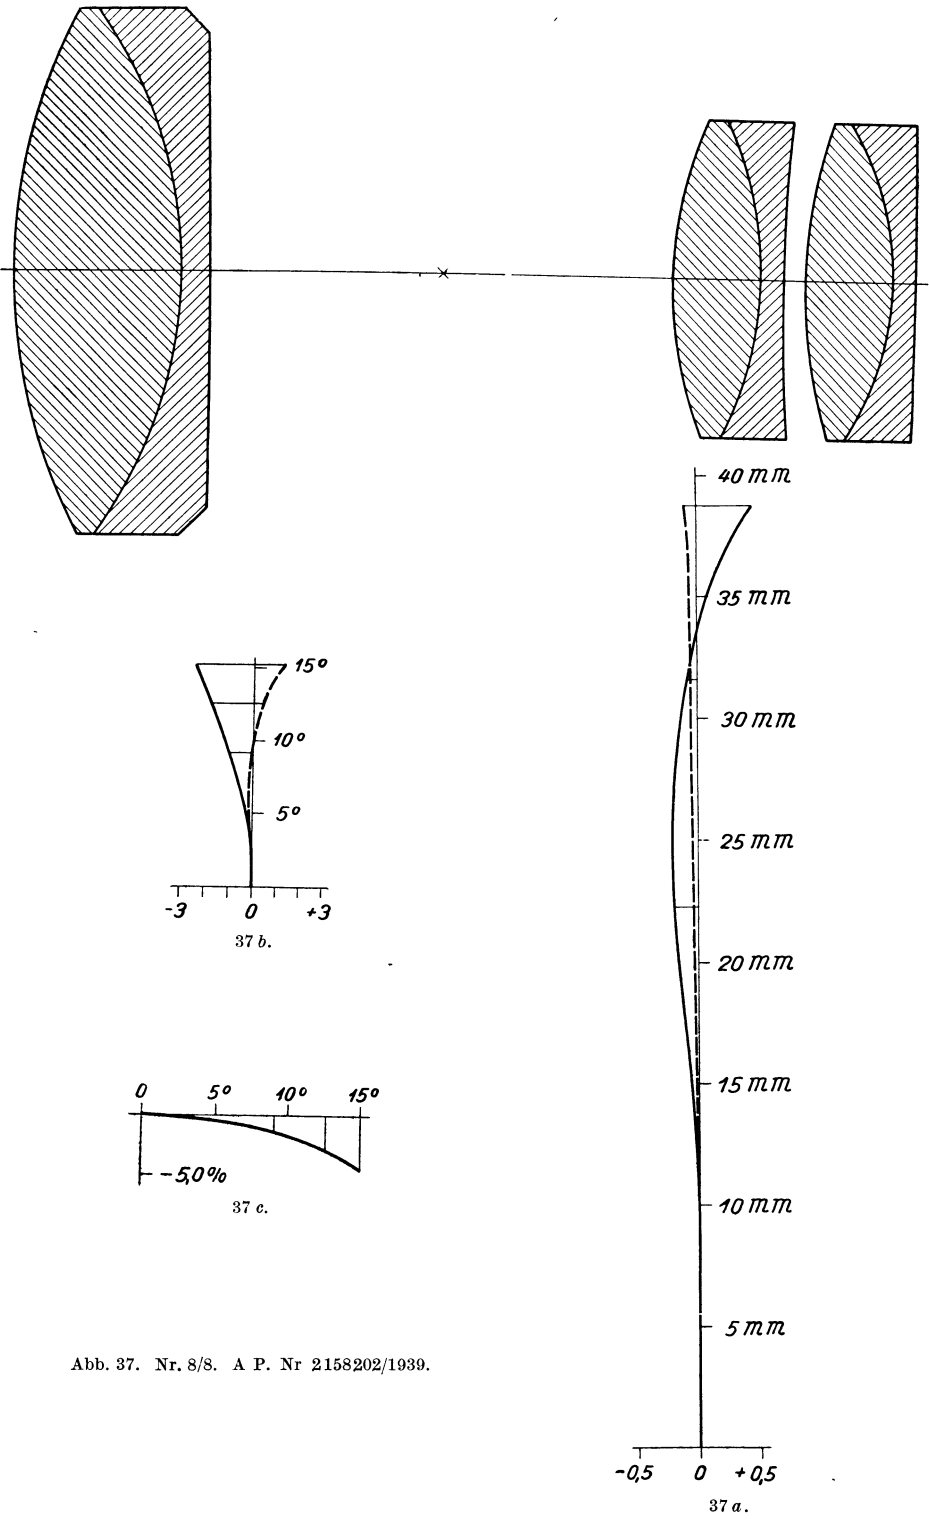 40 mm
35 mm
30 mm
25 mm
20 mm
15 mm
10 mm
5 mm
-0,5 0 +0,5
37 a.
15°
10°
5°
-3 0 +3
37 b.
0 5° 10° 15°
-5,0%
37 c.
Abb. 37. Nr. 8/8. A P. Nr 2158202/1939.